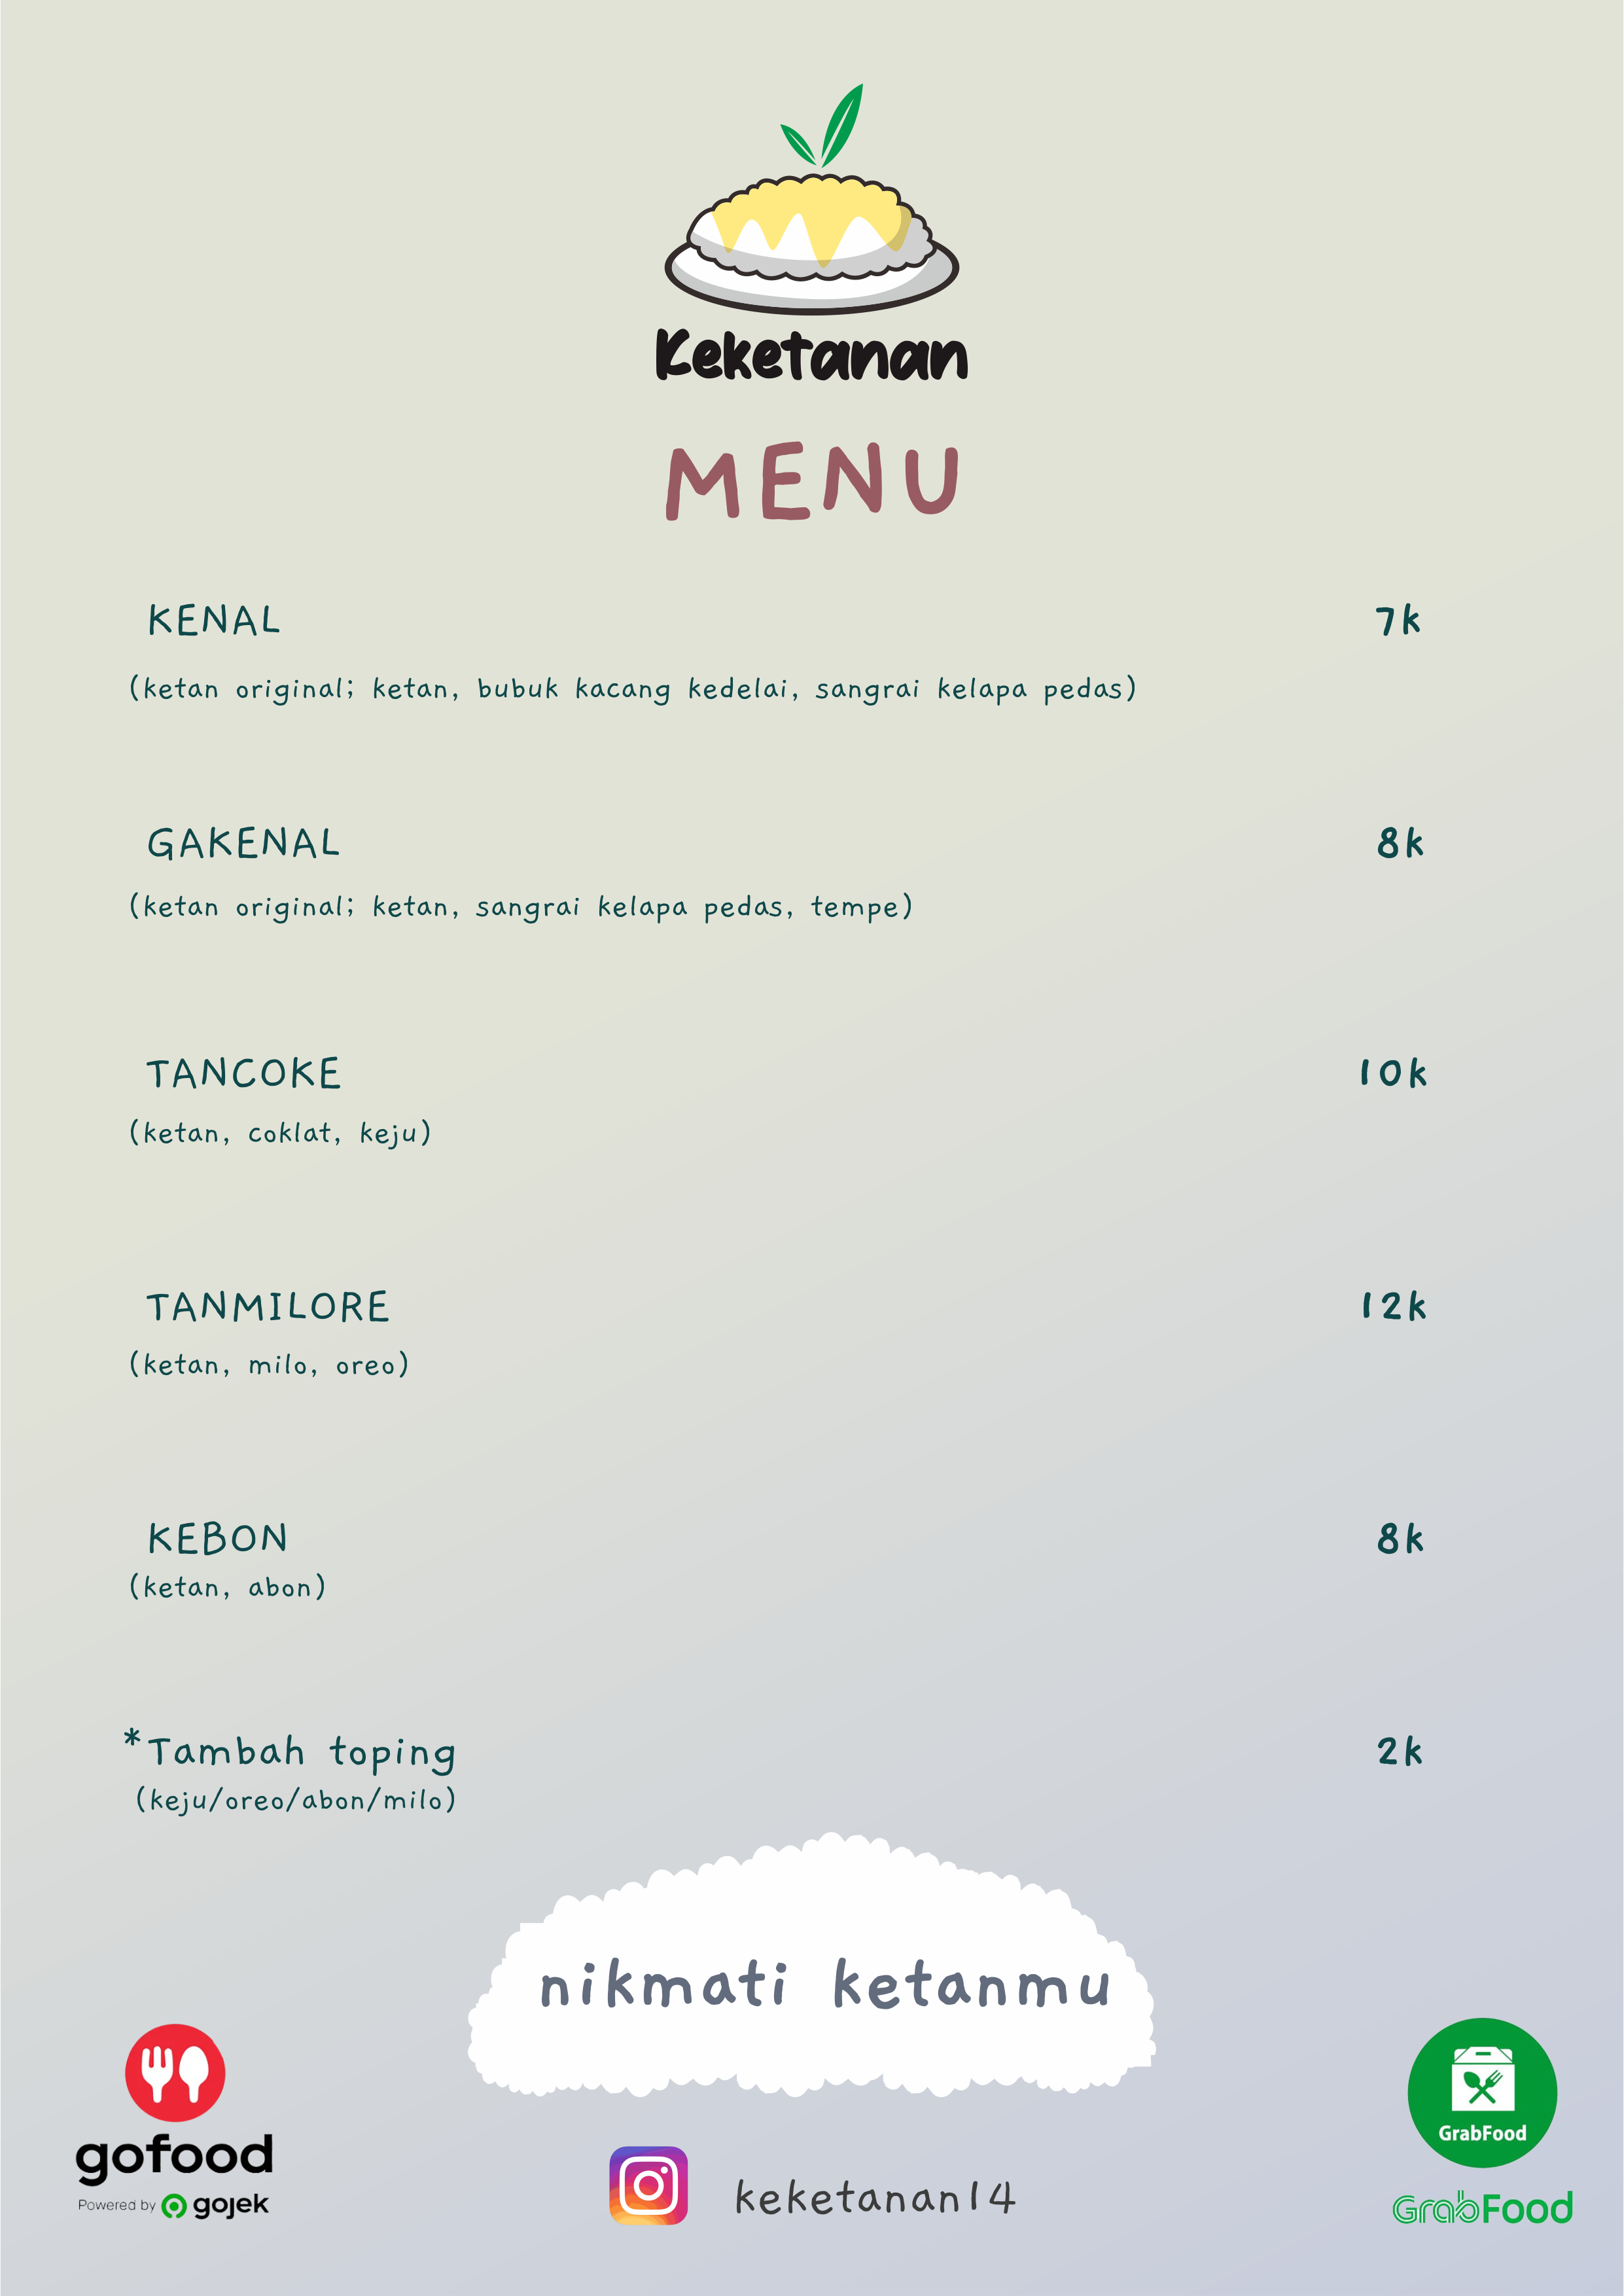 Keketanan
MENU
KENAL 7k
(ketan original; ketan, bubuk kacang kedelai, sangrai kelapa pedas)
GAKENAL 8k
(ketan original; ketan, sangrai kelapa pedas, tempe)
TANCOKE 10k
(ketan, coklat, keju)
TANMILORE 12k
(ketan, milo, oreo)
KEBON 8k
(ketan, abon)
*Tambah toping 2k
(keju/oreo/abon/milo)
nikmati ketanmu
gofood
Powered by gojek
keketanan14
GrabFood
GrabFood